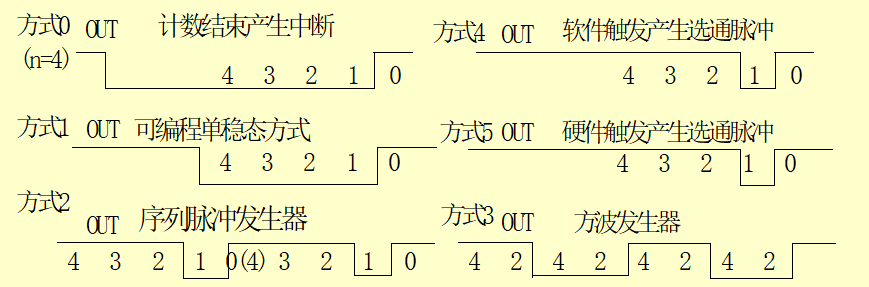 方式0 OUT 计数结束产生中断
(n=4)
4 3 2 1 0
方式4 OUT 软件触发产生选通脉冲
4 3 2 1 0
方式1 OUT 可编程单稳态方式
4 3 2 1 0
方式5 OUT 硬件触发产生选通脉冲
4 3 2 1 0
方式2 OUT 序列脉冲发生器
4 3 2 1 0(4) 3 2 1 0
方式3 OUT 方波发生器
4 2 4 2 4 2 4 2